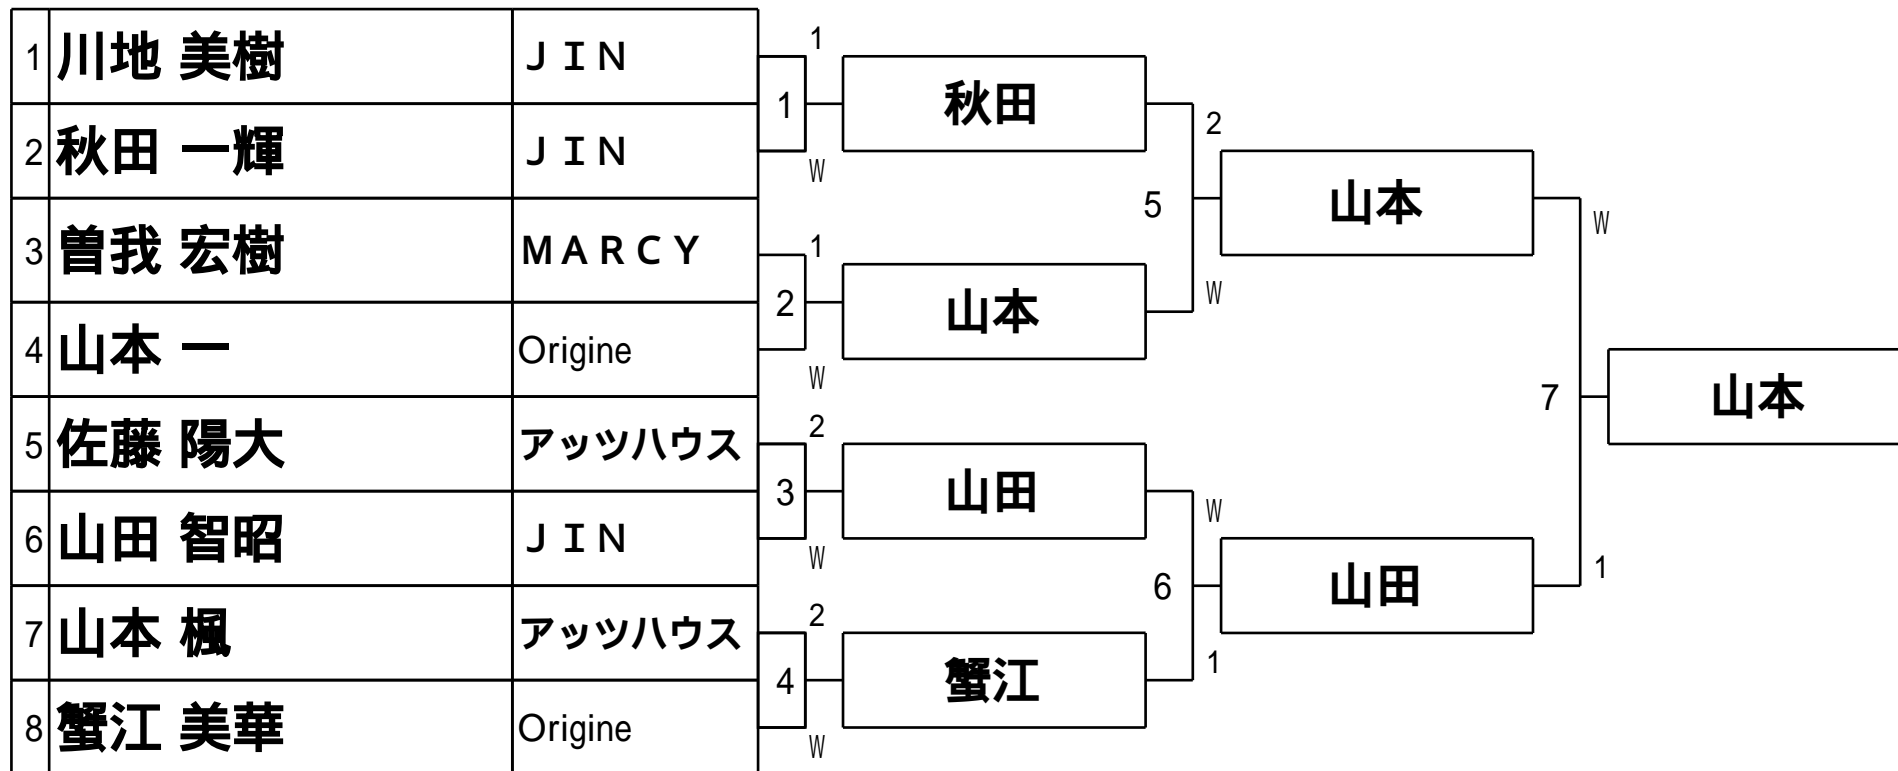 1 川地 美樹 ＪＩＮ
2 秋田 一輝 ＪＩＮ
3 曽我 宏樹 ＭＡＲＣＹ
4 山本 一 Origine
5 佐藤 陽大 アッツハウス
6 山田 智昭 ＪＩＮ
7 山本 楓 アッツハウス
8 蟹江 美華 Origine
1
1
W
1
2
W
2
3
W
2
4
W
秋田
山本
山田
蟹江
2
5
W
W
6
1
山本
山田
W
7
1
山本